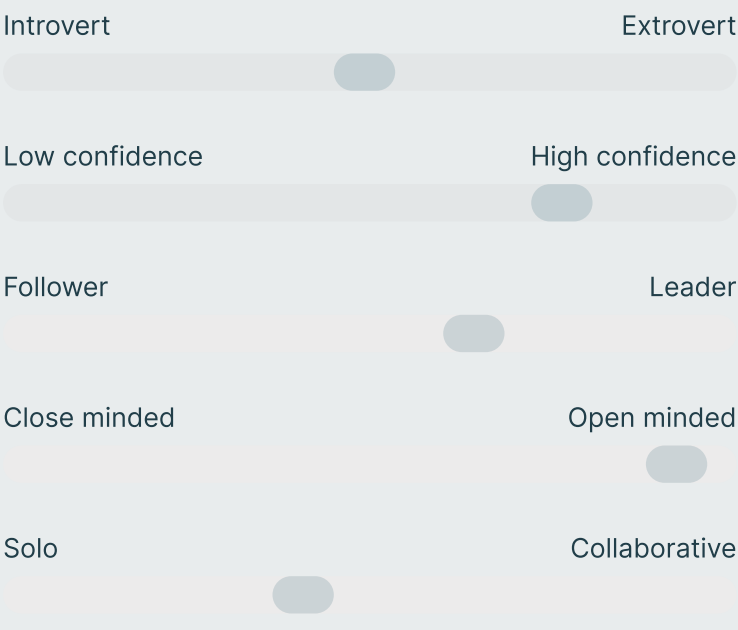 Introvert Extrovert
Low confidence High confidence
Follower Leader
Close minded Open minded
Solo Collaborative